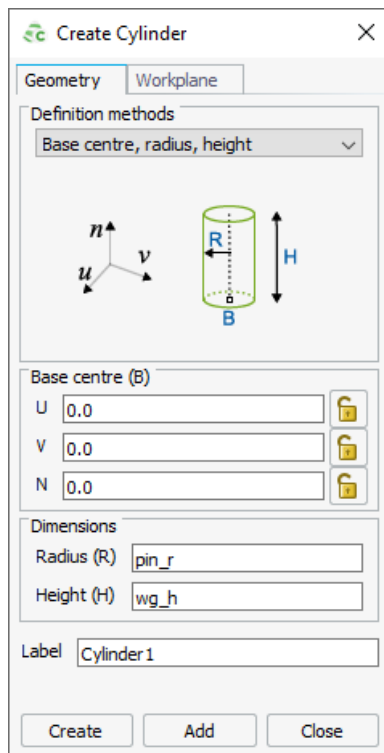 Create Cylinder
Geometry Workplane
Definition methods
Base centre, radius, height
n
v
u
R
H
B
Base centre (B)
U 0.0
V 0.0
N 0.0
Dimensions
Radius (R) pin_r
Height (H) wg_h
Label Cylinder1
Create Add Close